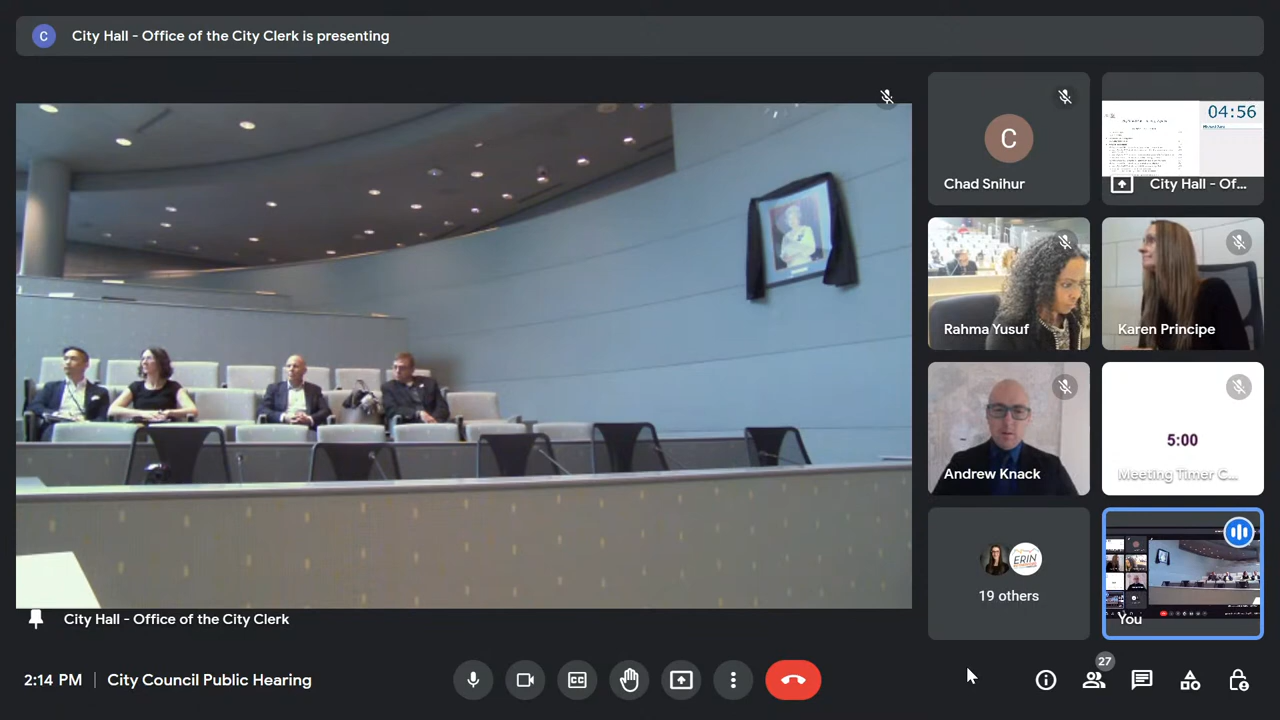 C
City Hall - Office of the City Clerk is presenting
C
Chad Snihur
04:56
City Hall - Of...
Rahma Yusuf
Karen Principe
Andrew Knack
5:00
Meeting Timer C...
ERIN
19 others
You
City Hall - Office of the City Clerk
2:14 PM | City Council Public Hearing
27